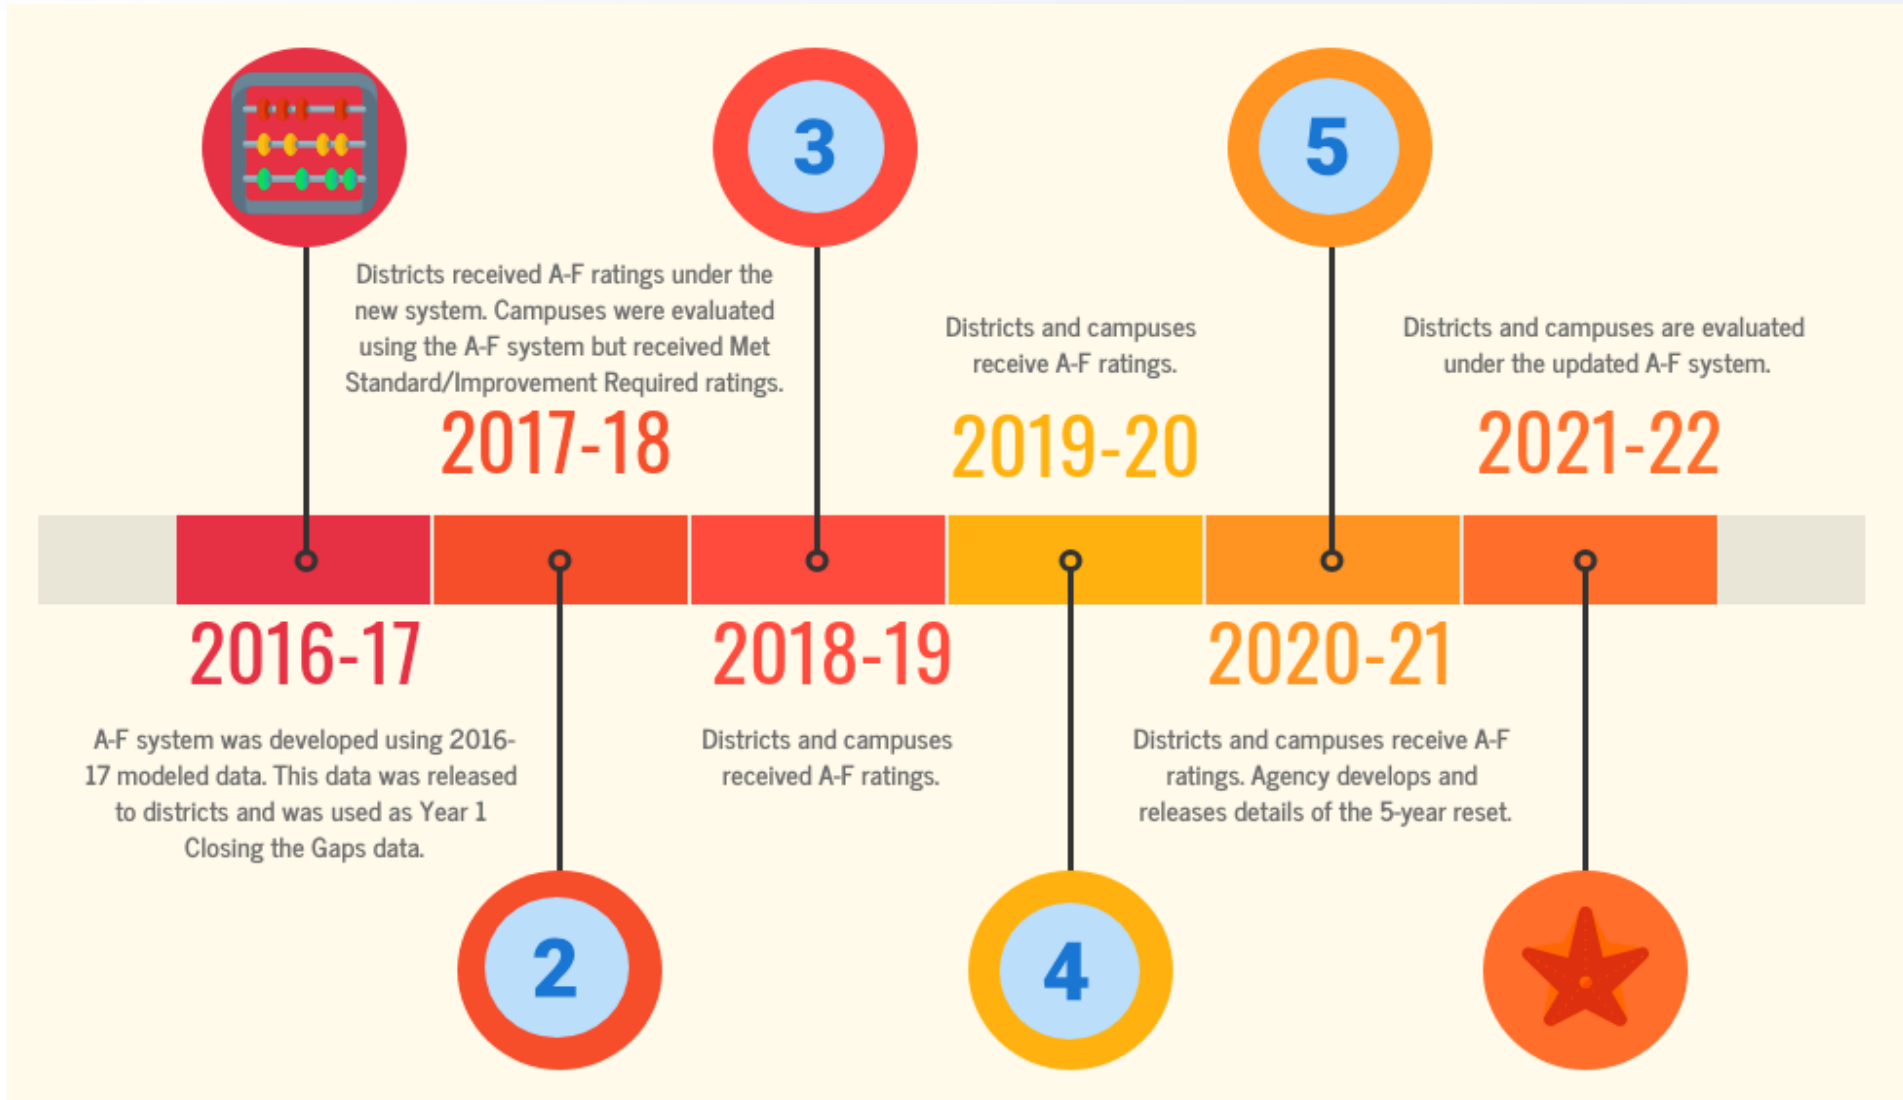 3
5
Districts received A-F ratings under the
new system. Campuses were evaluated
using the A-F system but received Met
Standard/Improvement Required ratings.
2017-18
Districts and campuses
receive A-F ratings.
2019-20
Districts and campuses are evaluated
under the updated A-F system.
2021-22
2016-17
A-F system was developed using 2016-
17 modeled data. This data was released
to districts and was used as Year 1
Closing the Gaps data.
2018-19
Districts and campuses
received A-F ratings.
2020-21
Districts and campuses receive A-F
ratings. Agency develops and
releases details of the 5-year reset.
2
4